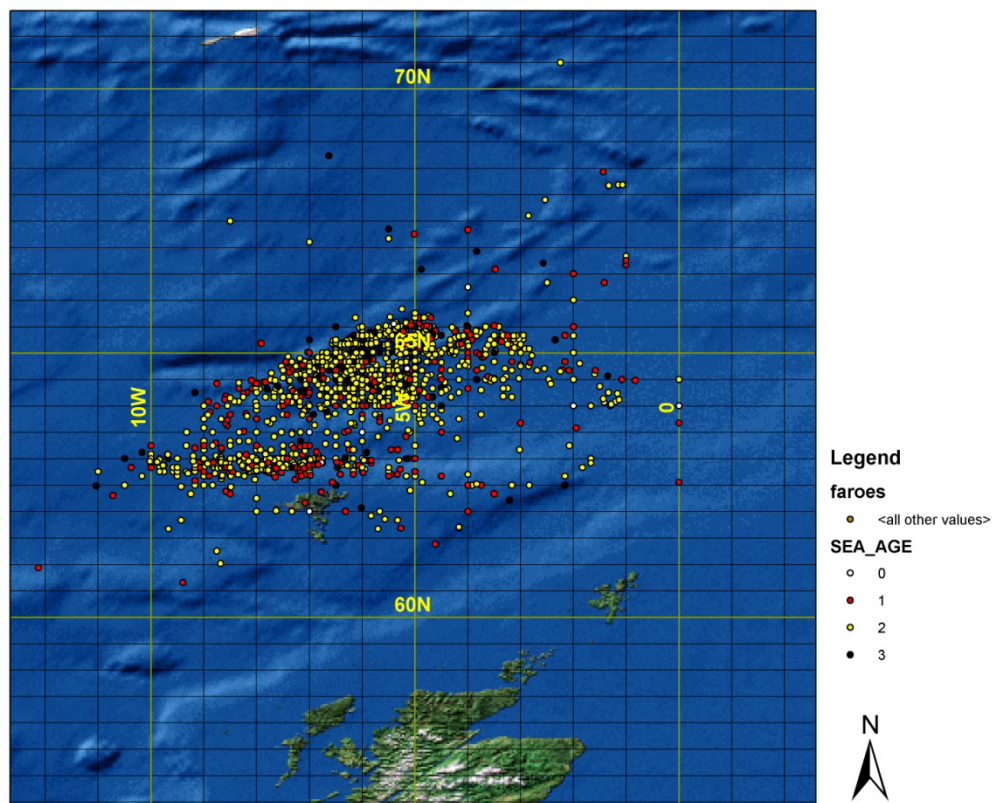 70N
65N
10W
5W
0
60N
Legend
faroes
<all other values>
SEA_AGE
0
1
2
3
N